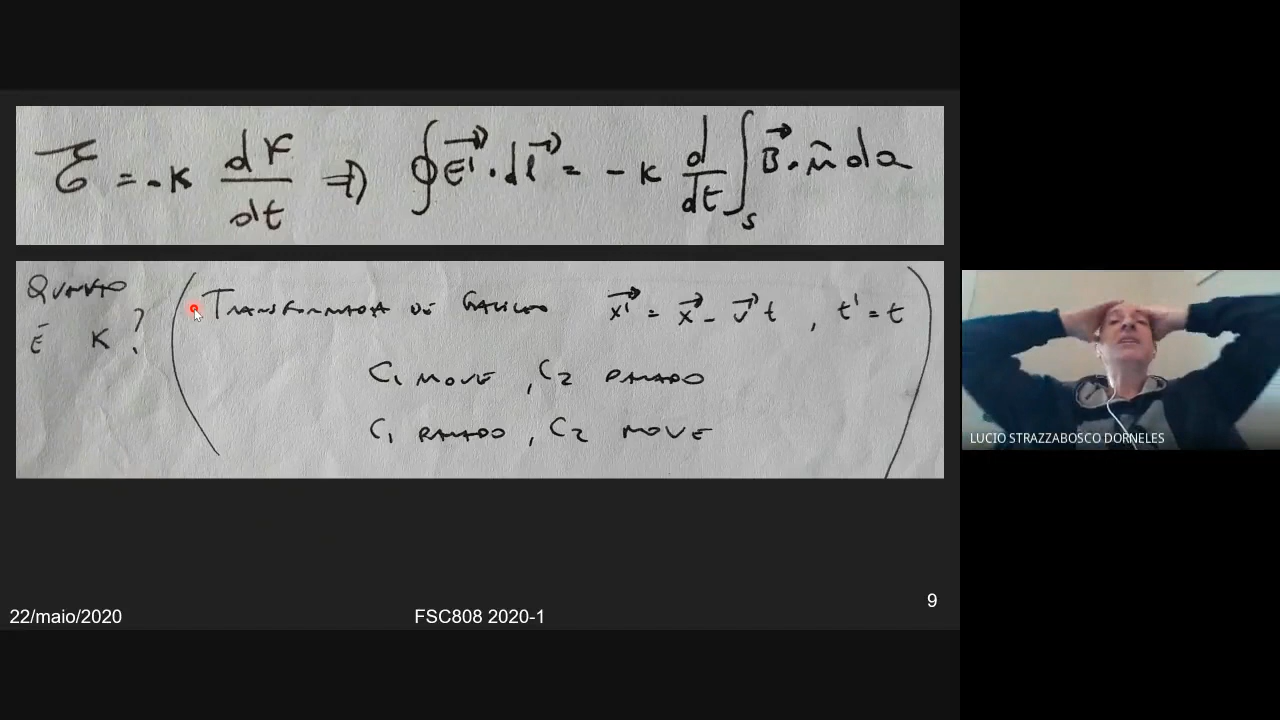 ℰ = -K dF/dt ⇒ ∮ E⃗'·dl⃗ = -K d/dt ∫_S B⃗·n̂ da
QUANTO
É K?
TRANSFORMADA DE GALILEO x⃗' = x⃗ - v⃗t, t' = t
C₁ MOVE, C₂ PARADO
C₁ PARADO, C₂ MOVE
LUCIO STRAZZABOSCO DORNELES
9
22/maio/2020 FSC808 2020-1